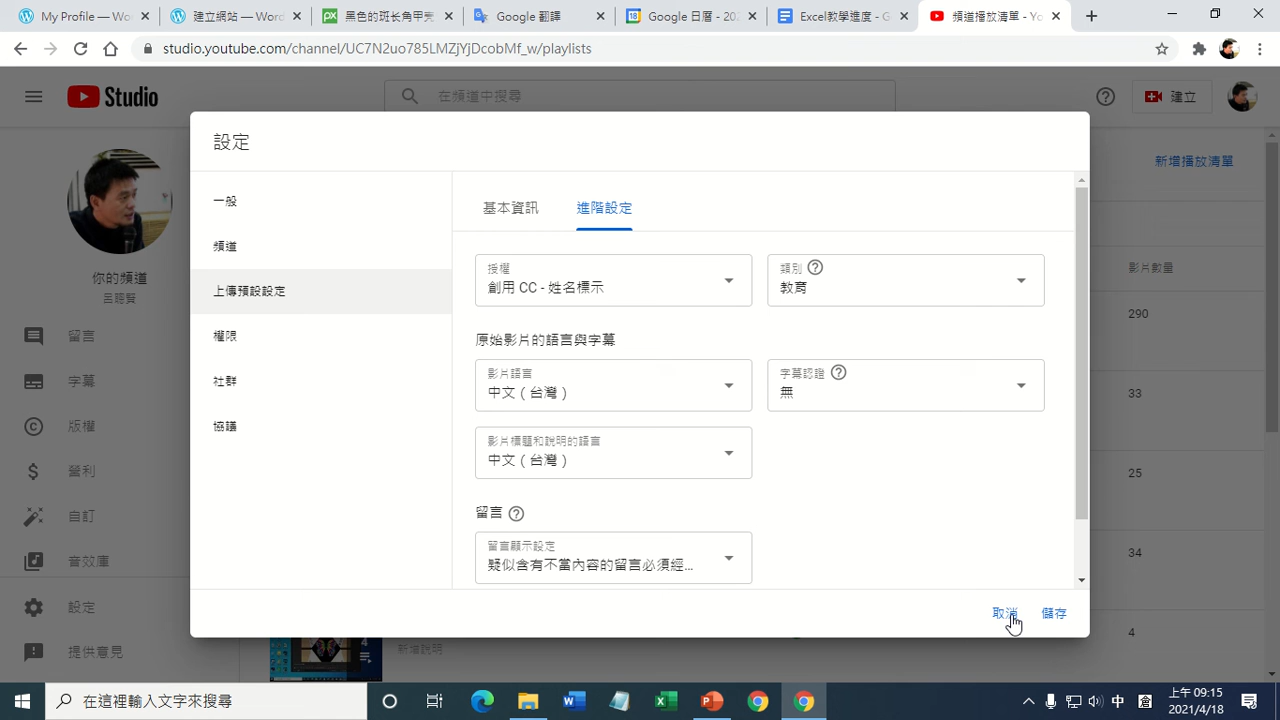 My Profile — W
建立網站 — Word
黑色的班长角甲岽
Google 翻譯
Google 日曆 - 202
Excel教學進度 - G
頻道播放清單 - Yo
studio.youtube.com/channel/UC7N2uo785LMZjYjDcobMf_w/playlists
Studio
在頻道中搜尋
建立
設定
新增播放清單
一般
基本資訊
進階設定
頻道
影片數量
授權
創用 CC - 姓名標示
類別
教育
你的頻道
呂聰賢
上傳預設設定
290
留言
權限
原始影片的語言與字幕
字幕
社群
影片語言
中文（台灣）
字幕認證
無
33
版權
協議
影片標題和說明的語言
中文（台灣）
營利
25
自訂
留言
音效庫
留言顯示設定
疑似含有不當內容的留言必須經...
34
設定
取消
儲存
4
提供意見
4
新增說明
在這裡輸入文字來搜尋
中
上午 09:15
2021/4/18